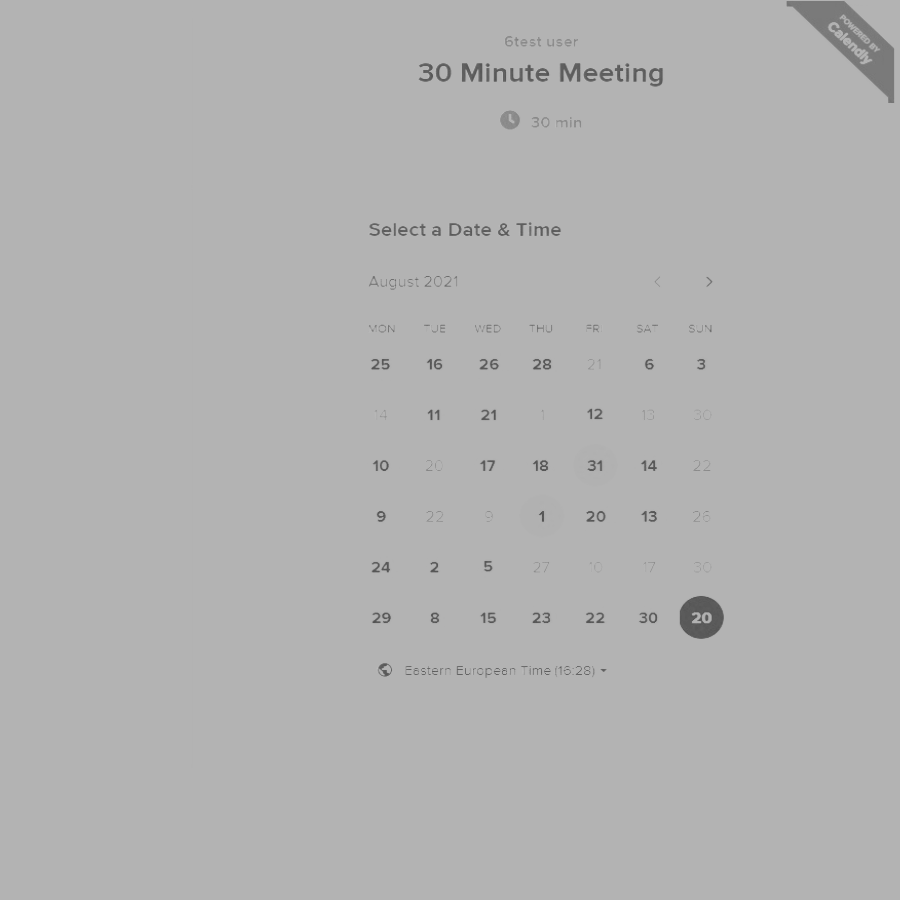 POWERED BY
Calendly
6test user
30 Minute Meeting
30 min
Select a Date & Time
August 2021
MON TUE WED THU FR SAT SUN
25 16 26 28 21 6 3
14 11 21 1 12 13 30
10 20 17 18 31 14 22
9 22 9 1 20 13 26
24 2 5 27 10 17 30
29 8 15 23 22 30 20
Eastern European Time (16:28)